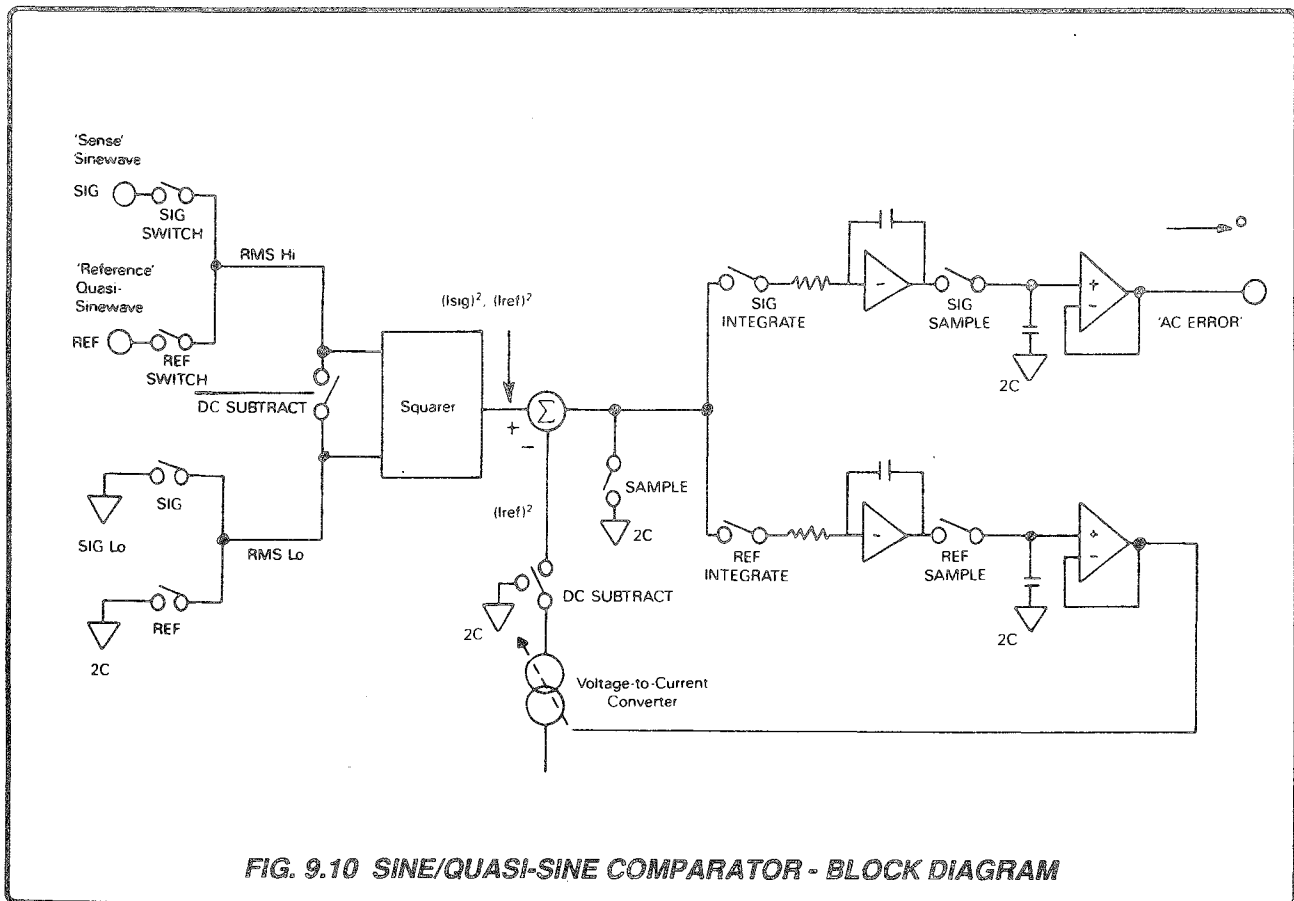 'Sense'
Sinewave
SIG
SIG
SWITCH
RMS Hi
'Reference'
Quasi-
Sinewave
REF
REF
SWITCH
DC SUBTRACT
Squarer
(Isig)², (Iref)²
+
−
Σ
SIG
SIG Lo
RMS Lo
REF
2C
(Iref)²
SAMPLE
2C
DC SUBTRACT
2C
Voltage-to-Current
Converter
SIG
INTEGRATE
-
SIG
SAMPLE
2C
+
-
'AC ERROR'
o
REF
INTEGRATE
-
REF
SAMPLE
2C
+
-
FIG. 9.10 SINE/QUASI-SINE COMPARATOR - BLOCK DIAGRAM